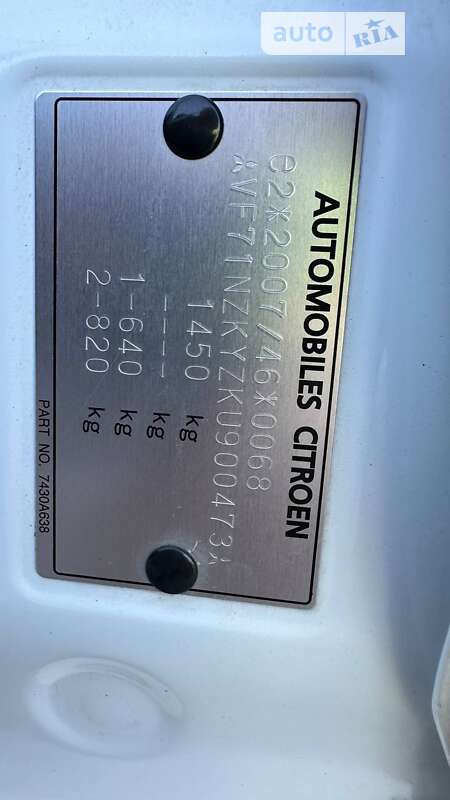 auto RIA
AUTOMOBILES CITROEN
e2*2007/46*0068
VF71NZKYZKU900473
1450 kg
---- kg
1-640 kg
2-820 kg
PART NO. 7430A638